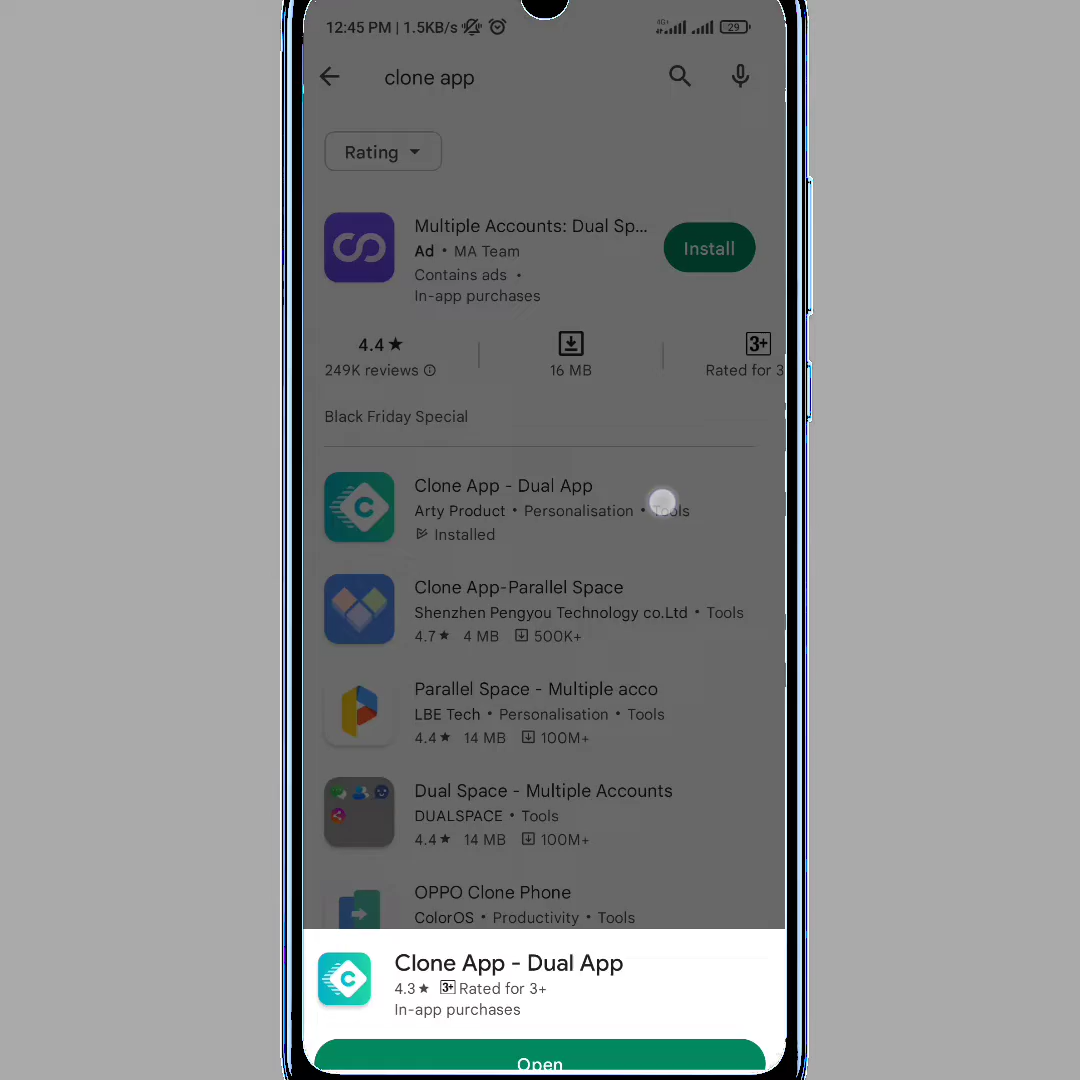 12:45 PM | 1.5KB/s 4G+ 29
clone app
Rating
Multiple Accounts: Dual Sp...
Ad • MA Team
Contains ads •
In-app purchases
Install
4.4★ 3+
249K reviews 16 MB Rated for 3
Black Friday Special
Clone App - Dual App
Arty Product • Personalisation • Tools
Installed
Clone App-Parallel Space
Shenzhen Pengyou Technology co.Ltd • Tools
4.7★ 4 MB 500K+
Parallel Space - Multiple acco
LBE Tech • Personalisation • Tools
4.4★ 14 MB 100M+
Dual Space - Multiple Accounts
DUALSPACE • Tools
4.4★ 14 MB 100M+
OPPO Clone Phone
ColorOS • Productivity • Tools
Clone App - Dual App
4.3★ 3+ Rated for 3+
In-app purchases
Open